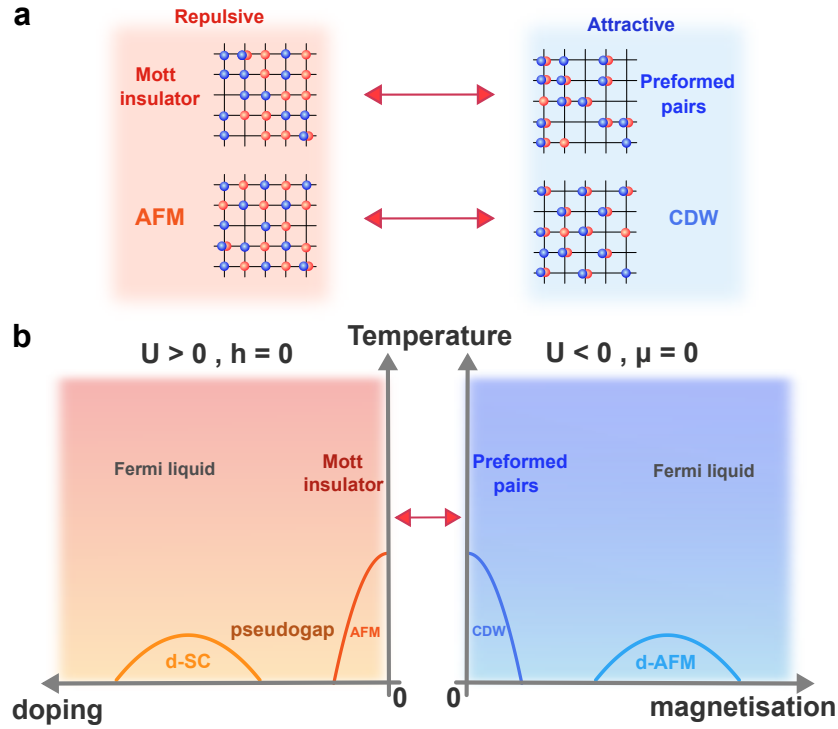 a
Repulsive
Attractive
Mott
insulator
Preformed
pairs
AFM
CDW
b
U > 0 , h = 0
Temperature
U < 0 , μ = 0
Fermi liquid
Mott
insulator
Preformed
pairs
Fermi liquid
pseudogap
AFM
CDW
d-SC
d-AFM
0
0
doping
magnetisation